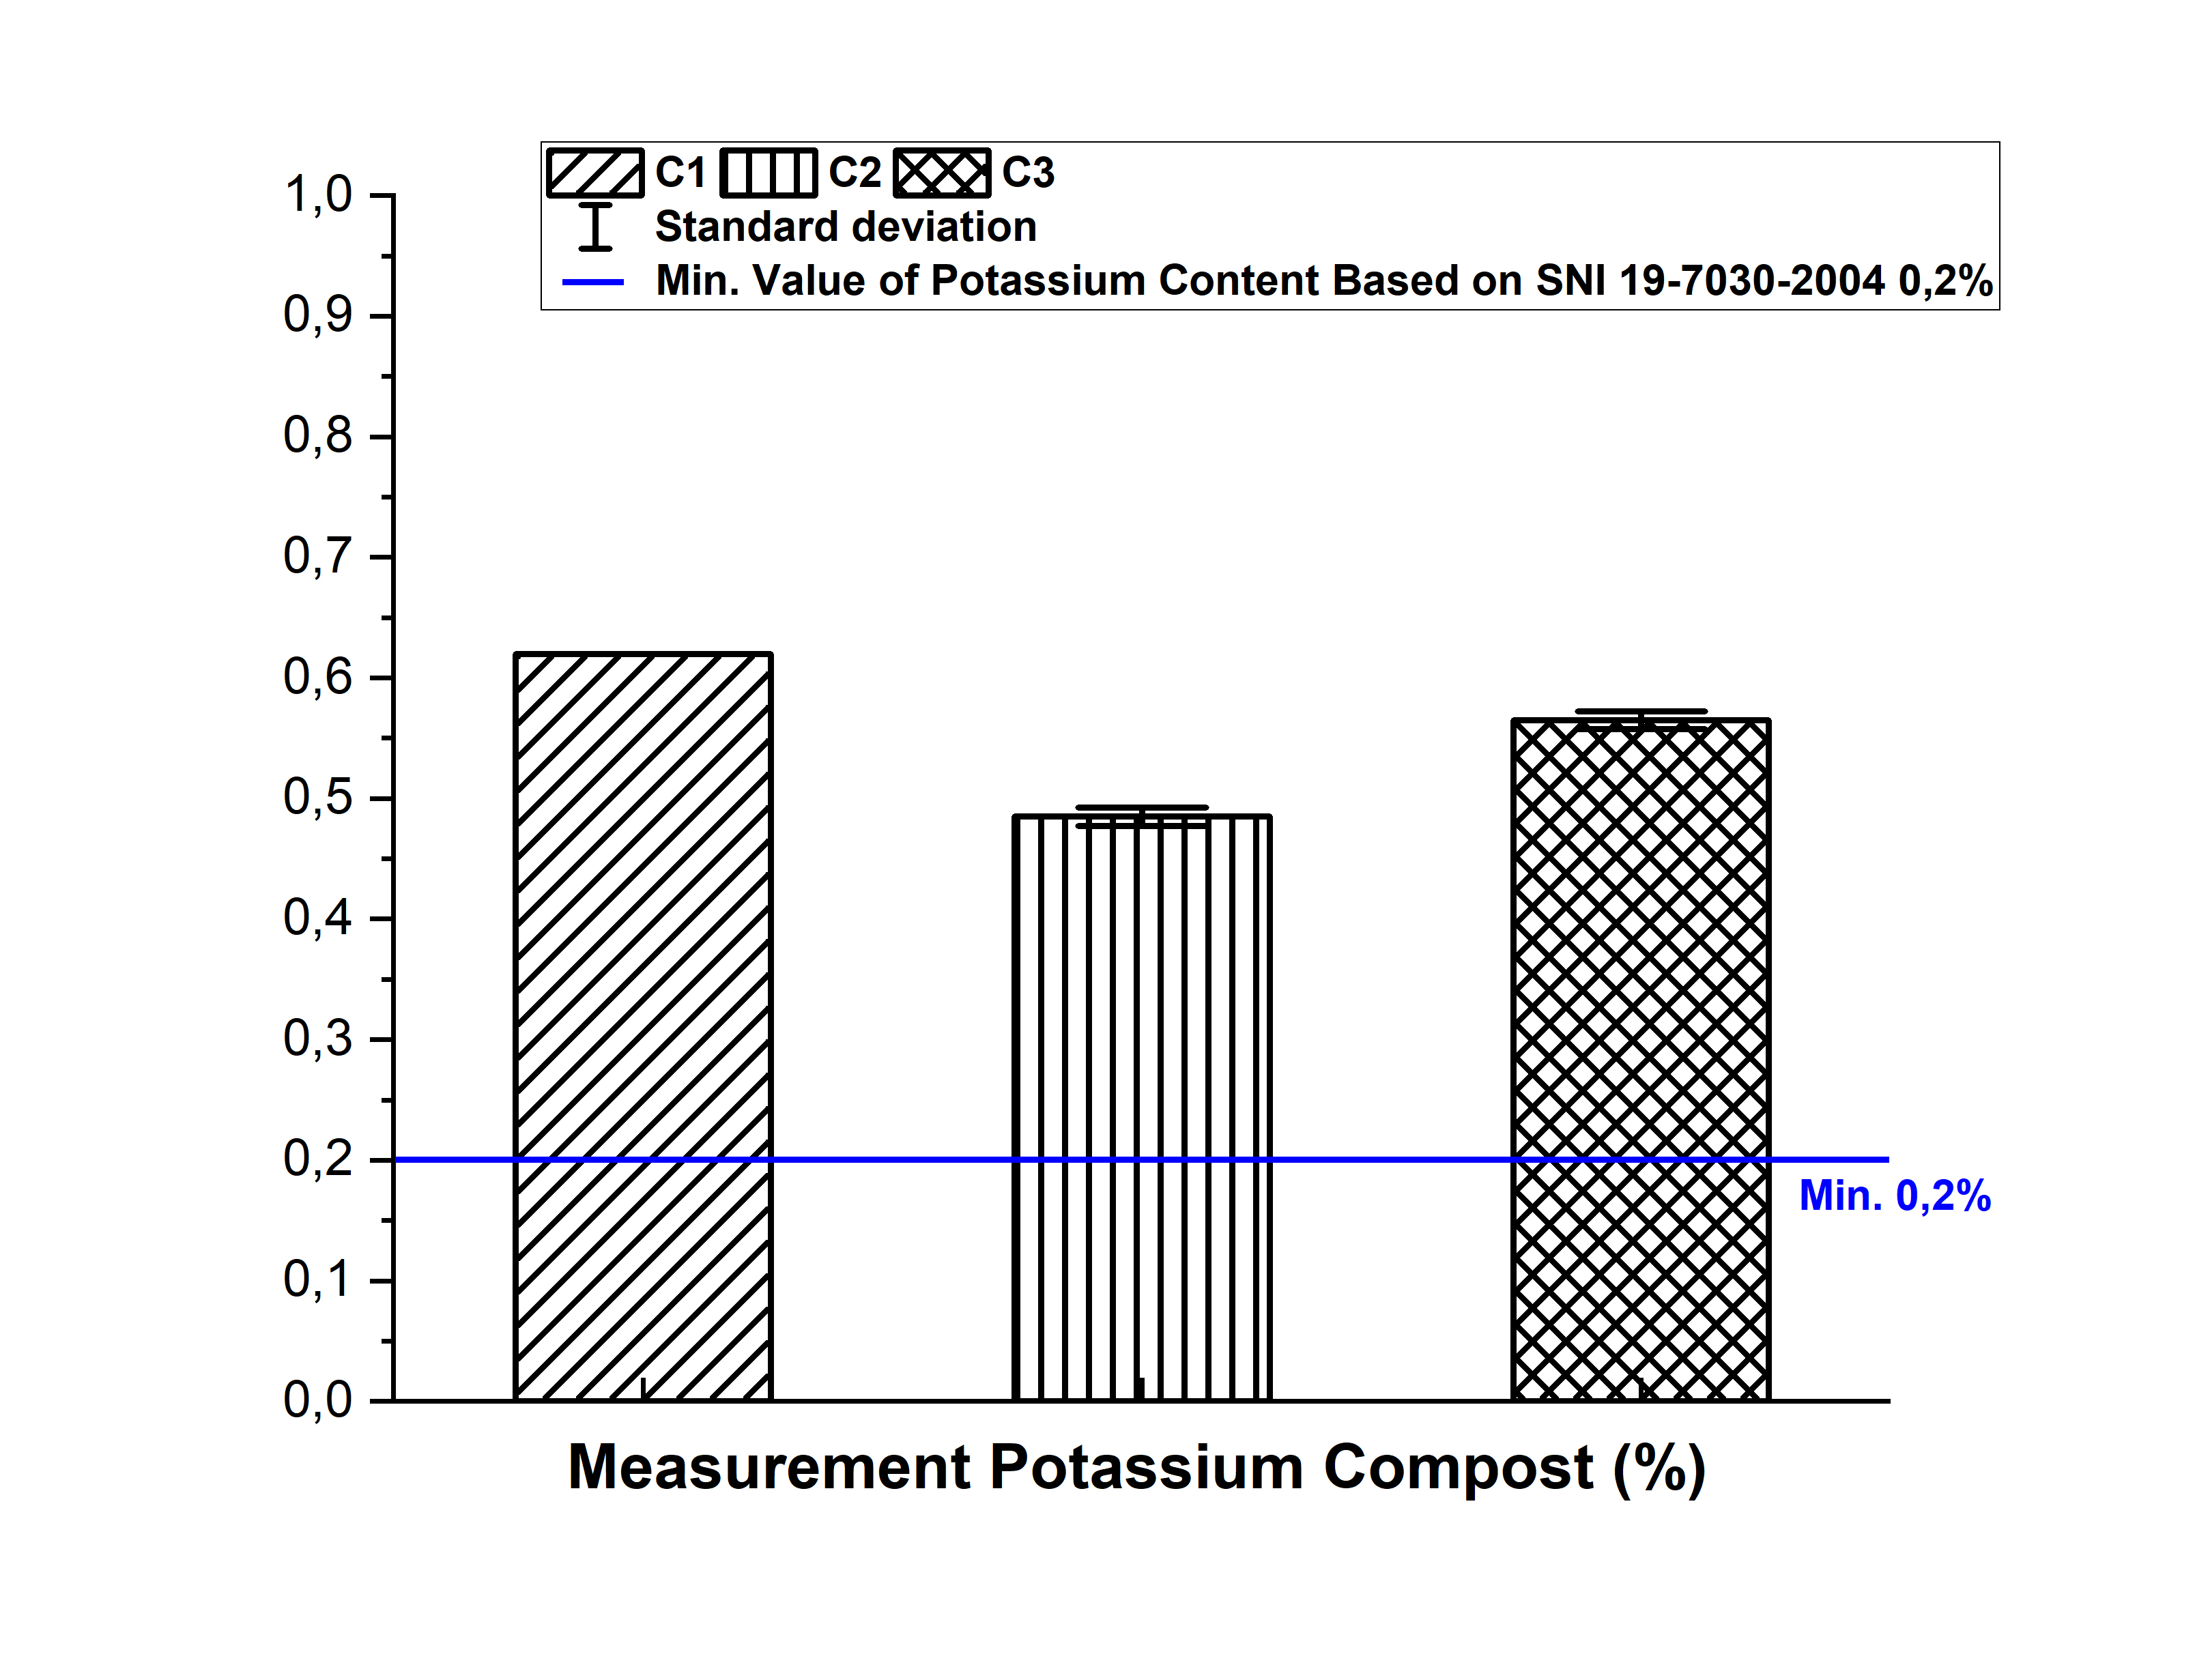 C1 C2 C3
Standard deviation
Min. Value of Potassium Content Based on SNI 19-7030-2004 0,2%
1,0
0,9
0,8
0,7
0,6
0,5
0,4
0,3
0,2
0,1
0,0
Min. 0,2%
Measurement Potassium Compost (%)